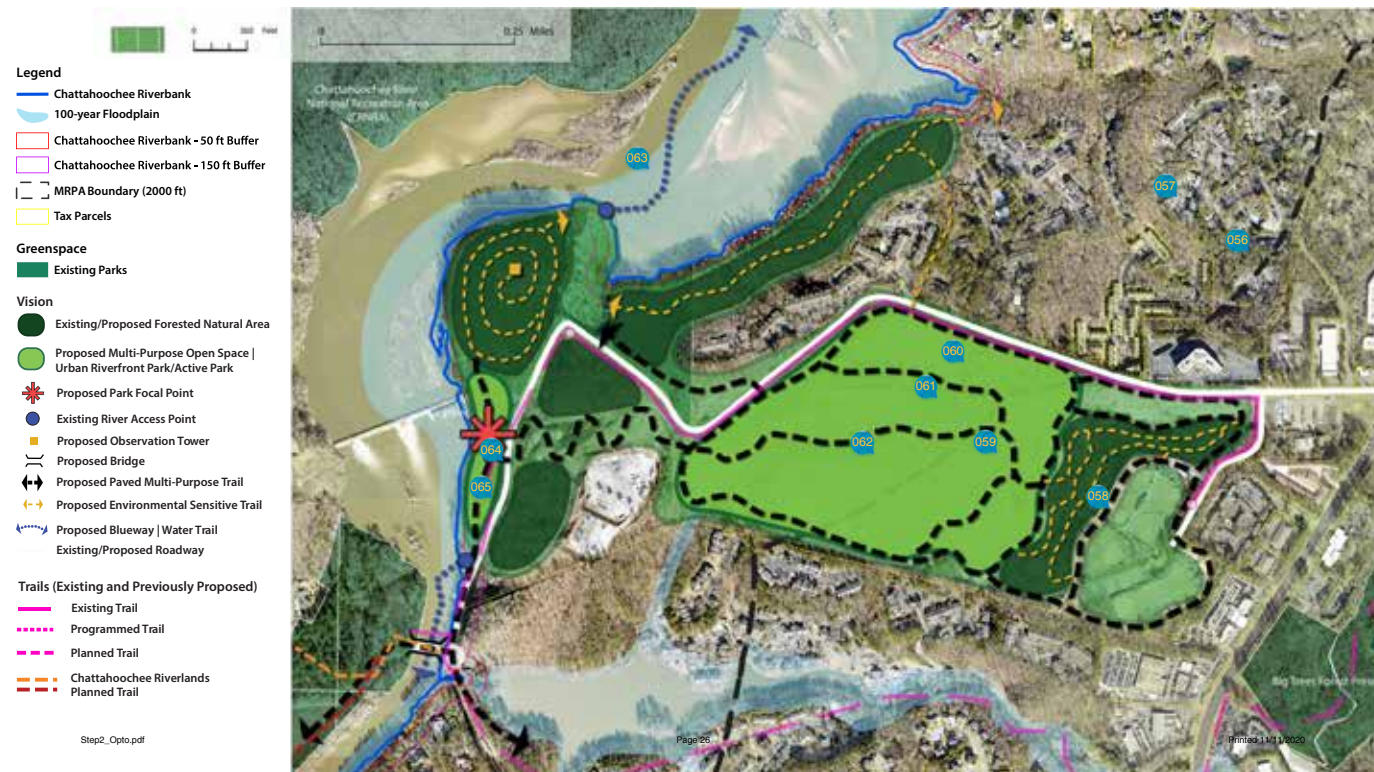 0 360 Feet
0 0.25 Miles
Legend
Chattahoochee Riverbank
100-year Floodplain
Chattahoochee Riverbank - 50 ft Buffer
Chattahoochee Riverbank - 150 ft Buffer
MRPA Boundary (2000 ft)
Tax Parcels
Greenspace
Existing Parks
Vision
Existing/Proposed Forested Natural Area
Proposed Multi-Purpose Open Space |
Urban Riverfront Park/Active Park
Proposed Park Focal Point
Existing River Access Point
Proposed Observation Tower
Proposed Bridge
Proposed Paved Multi-Purpose Trail
Proposed Environmental Sensitive Trail
Proposed Blueway | Water Trail
Existing/Proposed Roadway
Trails (Existing and Previously Proposed)
Existing Trail
Programmed Trail
Planned Trail
Chattahoochee Riverlands
Planned Trail
Chattahoochee River
National Recreation Area
(CRNRA)
063
057
056
060
061
062
059
064
065
058
Big Trees Forest Pres
Step2_Opto.pdf
Page 26
Printed 11/11/2020